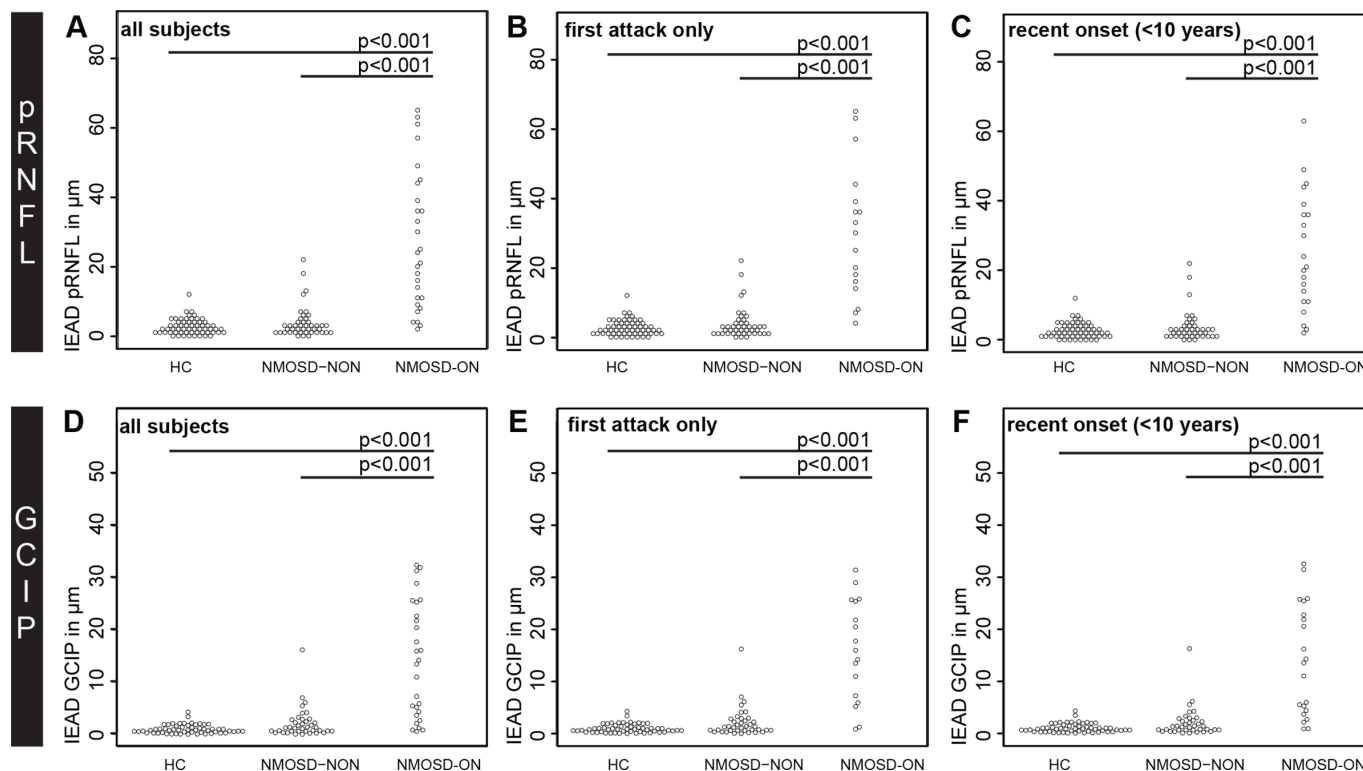 pRNFL
A all subjects
p<0.001
p<0.001
IEAD pRNFL in µm
0 20 40 60 80
HC NMOSD−NON NMOSD-ON
B first attack only
p<0.001
p<0.001
IEAD pRNFL in µm
0 20 40 60 80
HC NMOSD−NON NMOSD-ON
C recent onset (<10 years)
p<0.001
p<0.001
IEAD pRNFL in µm
0 20 40 60 80
HC NMOSD−NON NMOSD-ON
GCIP
D all subjects
p<0.001
p<0.001
IEAD GCIP in µm
0 10 20 30 40 50
HC NMOSD−NON NMOSD-ON
E first attack only
p<0.001
p<0.001
IEAD GCIP in µm
0 10 20 30 40 50
HC NMOSD−NON NMOSD-ON
F recent onset (<10 years)
p<0.001
p<0.001
IEAD GCIP in µm
0 10 20 30 40 50
HC NMOSD−NON NMOSD-ON